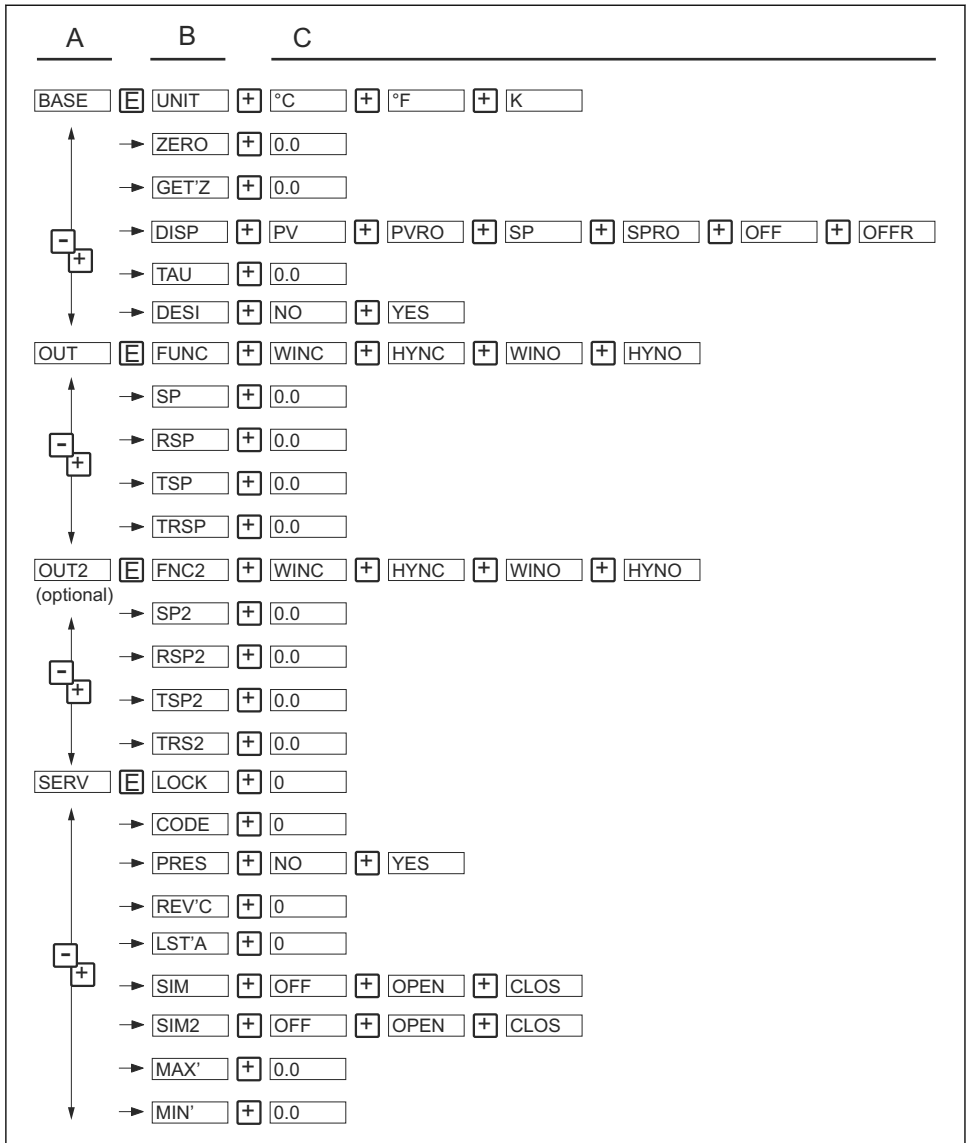 A B C
BASE E UNIT + °C + °F + K
ZERO + 0.0
GET'Z + 0.0
DISP + PV + PVRO + SP + SPRO + OFF + OFFR
- +
TAU + 0.0
DESI + NO + YES
OUT E FUNC + WINC + HYNC + WINO + HYNO
SP + 0.0
RSP + 0.0
- +
TSP + 0.0
TRSP + 0.0
OUT2 E FNC2 + WINC + HYNC + WINO + HYNO
(optional)
SP2 + 0.0
RSP2 + 0.0
- +
TSP2 + 0.0
TRS2 + 0.0
SERV E LOCK + 0
CODE + 0
PRES + NO + YES
REV'C + 0
LST'A + 0
- +
SIM + OFF + OPEN + CLOS
SIM2 + OFF + OPEN + CLOS
MAX' + 0.0
MIN' + 0.0